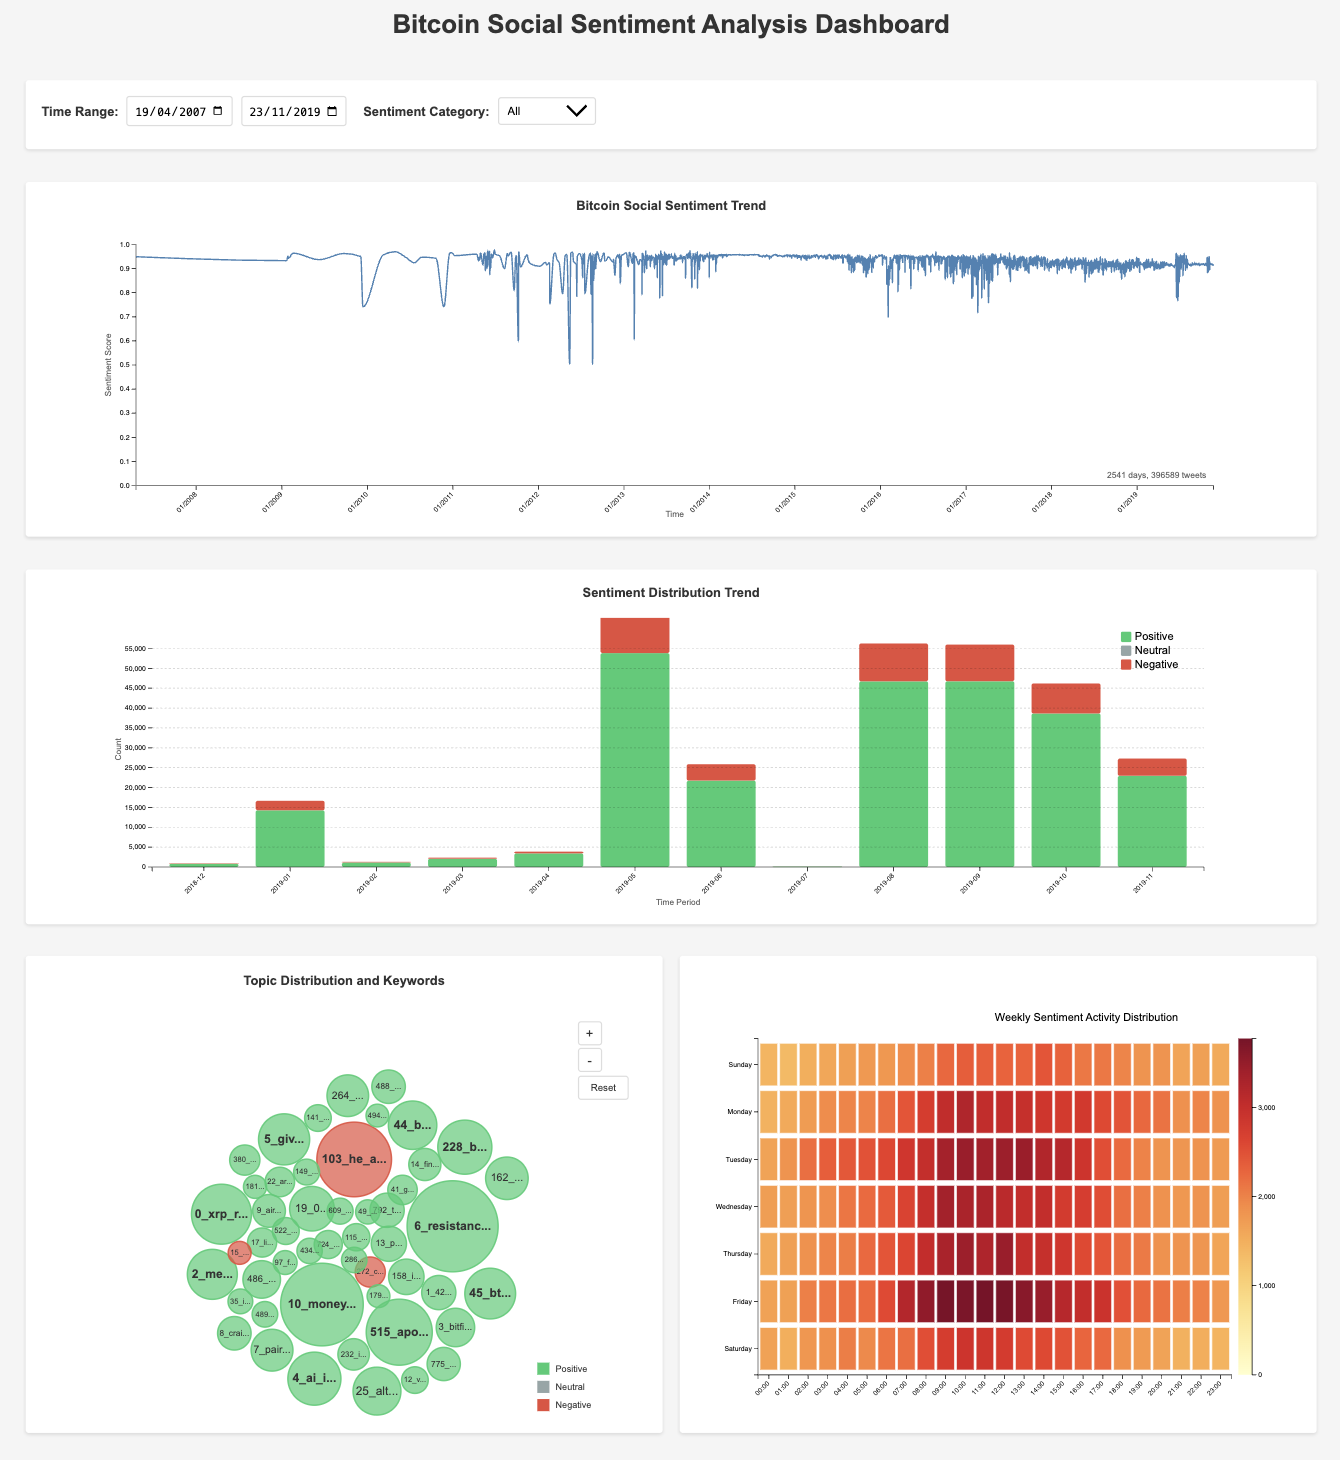 Bitcoin Social Sentiment Analysis Dashboard
Time Range: 19/04/2007 23/11/2019 Sentiment Category: All
Bitcoin Social Sentiment Trend
1.0
0.9
0.8
0.7
0.6
0.5
0.4
0.3
0.2
0.1
0.0
Sentiment Score
2541 days, 396589 tweets
01/2008 01/2009 01/2010 01/2011 01/2012 01/2013 01/2014 01/2015 01/2016 01/2017 01/2018 01/2019
Time
Sentiment Distribution Trend
Positive
Neutral
Negative
55,000
50,000
45,000
40,000
35,000
30,000
25,000
20,000
15,000
10,000
5,000
0
Count
2018-12 2019-01 2019-02 2019-03 2019-04 2019-05 2019-06 2019-07 2019-08 2019-09 2019-10 2019-11
Time Period
Topic Distribution and Keywords
+
-
Reset
488_...
264_...
494...
141_...
44_b...
5_giv...
228_b...
103_he_a...
380_...
14_fin...
149_...
162_...
22_ar...
181...
41_g...
19_0...
609_...
49_...
9_air...
0_xrp_r...
6_resistanc...
522_...
115_...
17_li...
13_p...
434...
15_...
286...
97_f...
2_me...
158_i...
486_...
1_42...
45_bt...
179...
35_i...
10_money...
489...
3_bitfi...
515_apo...
8_crai...
7_pair...
232_i...
775_...
4_ai_i...
12_v...
25_alt...
Positive
Neutral
Negative
Weekly Sentiment Activity Distribution
Sunday
Monday
Tuesday
Wednesday
Thursday
Friday
Saturday
00:00 01:00 02:00 03:00 04:00 05:00 06:00 07:00 08:00 09:00 10:00 11:00 12:00 13:00 14:00 15:00 16:00 17:00 18:00 19:00 20:00 21:00 22:00 23:00
3,000
2,000
1,000
0